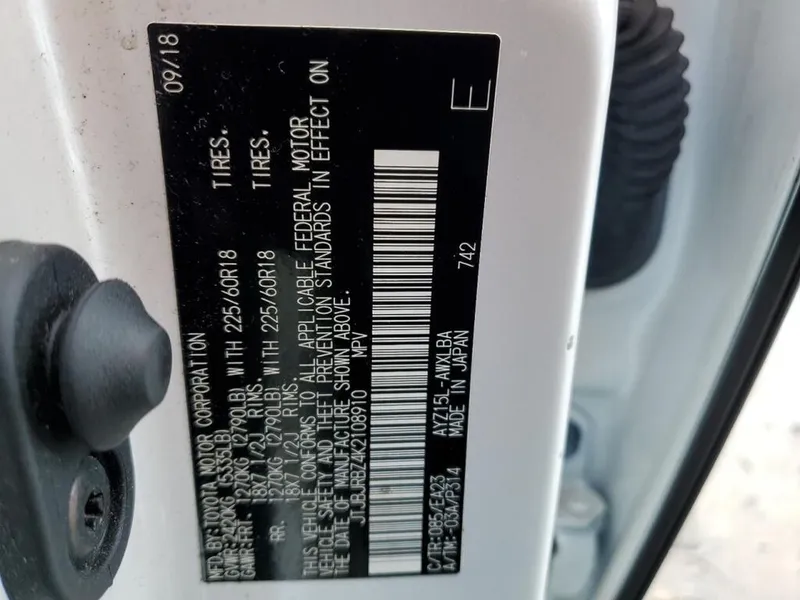 MFD.BY:TOYOTA MOTOR CORPORATION 09/18
GVWR:2420KG (5335LB)
GAWR:FRT. 1270KG (2790LB) WITH 225/60R18 TIRES.
18X7 1/2J RIMS.
RR. 1270KG (2790LB) WITH 225/60R18 TIRES.
18X7 1/2J RIMS.
THIS VEHICLE CONFORMS TO ALL APPLICABLE FEDERAL MOTOR
VEHICLE SAFETY AND THEFT PREVENTION STANDARDS IN EFFECT ON
THE DATE OF MANUFACTURE SHOWN ABOVE.
JTJBJRBZ4K2108910 MPV
C/TR:085/EA23 AYZ15L-AWXLBA 742
A/TM:-03A/P314 MADE IN JAPAN E